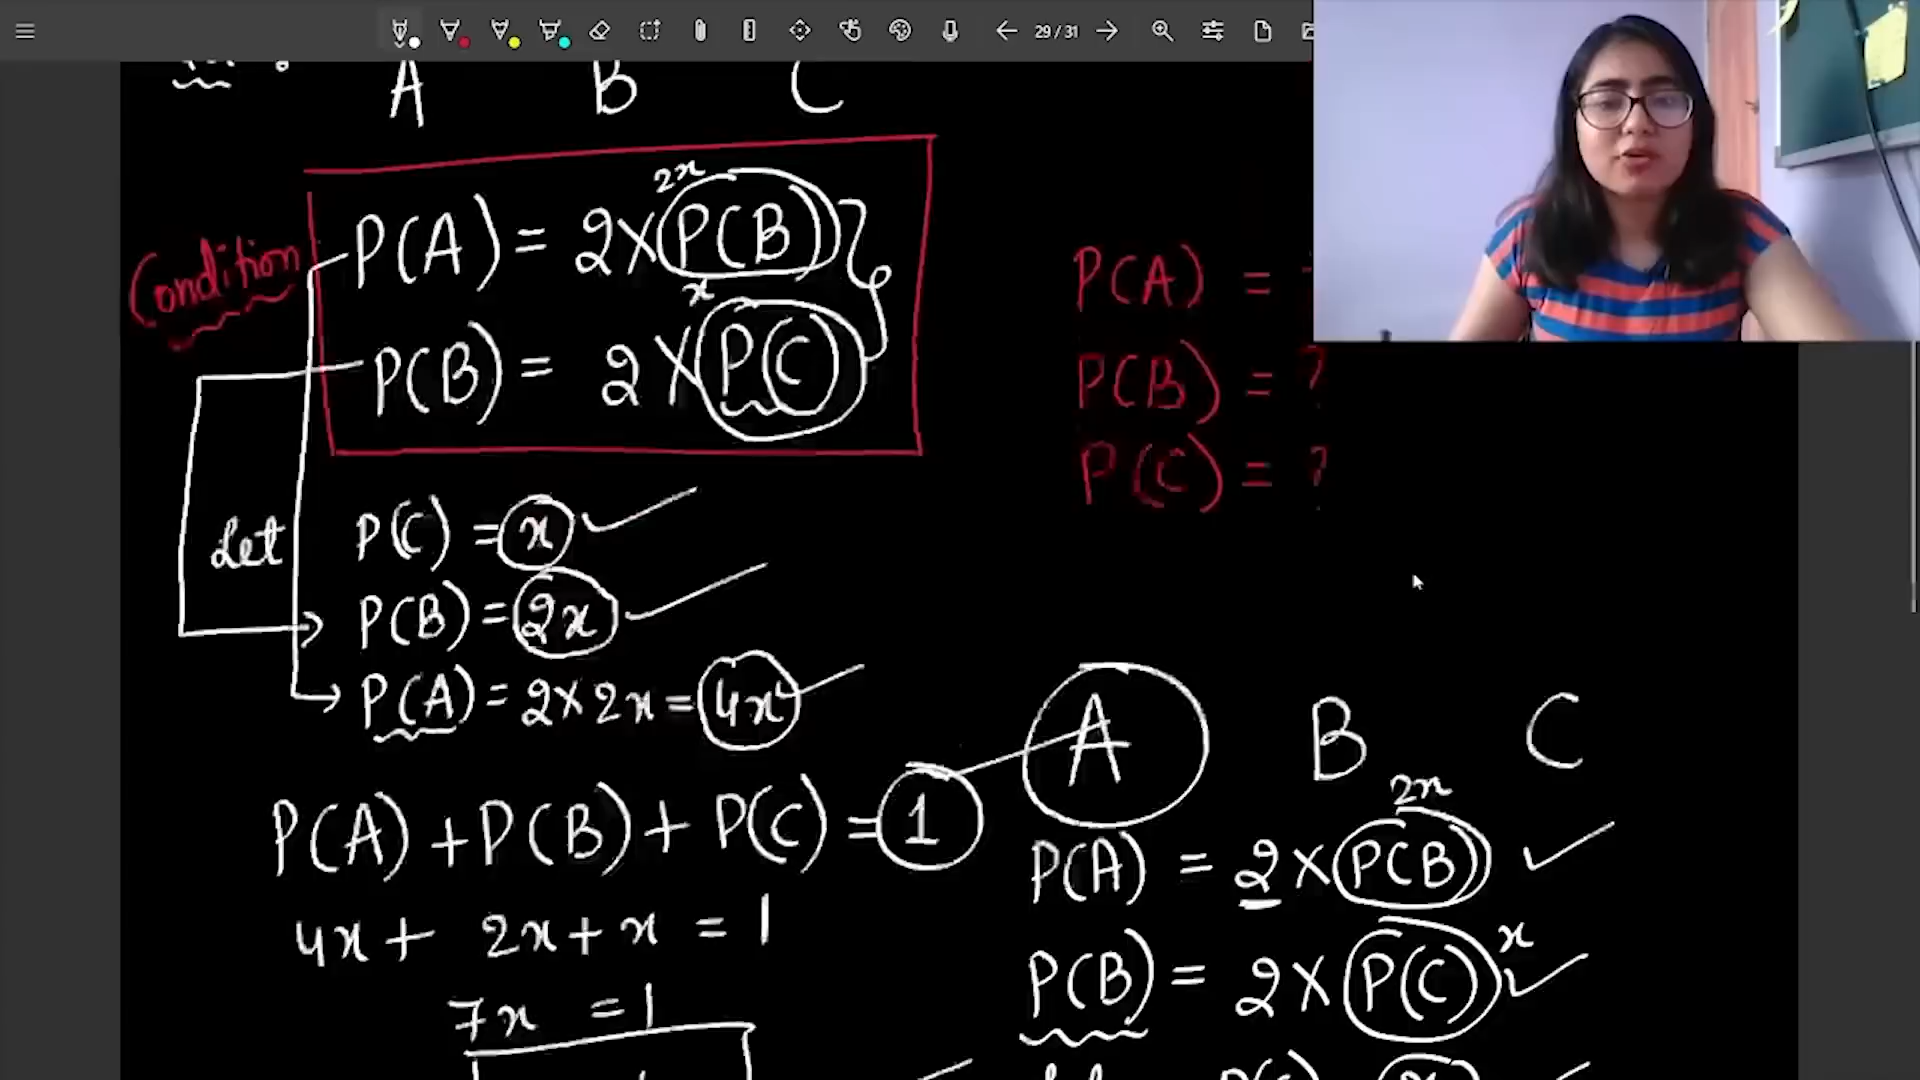 29 / 31
A B C
2x
P(A) = 2×P(B)
Condition
x
P(B) = 2×P(C)
P(A) =
P(B) = ?
P(C) = ?
Let P(C) = x
P(B) = 2x
P(A) = 2×2x = 4x
P(A)+P(B)+P(C) = 1
4x + 2x + x = 1
7x = 1
A B C
2x
P(A) = 2×P(B)
x
P(B) = 2×P(C)